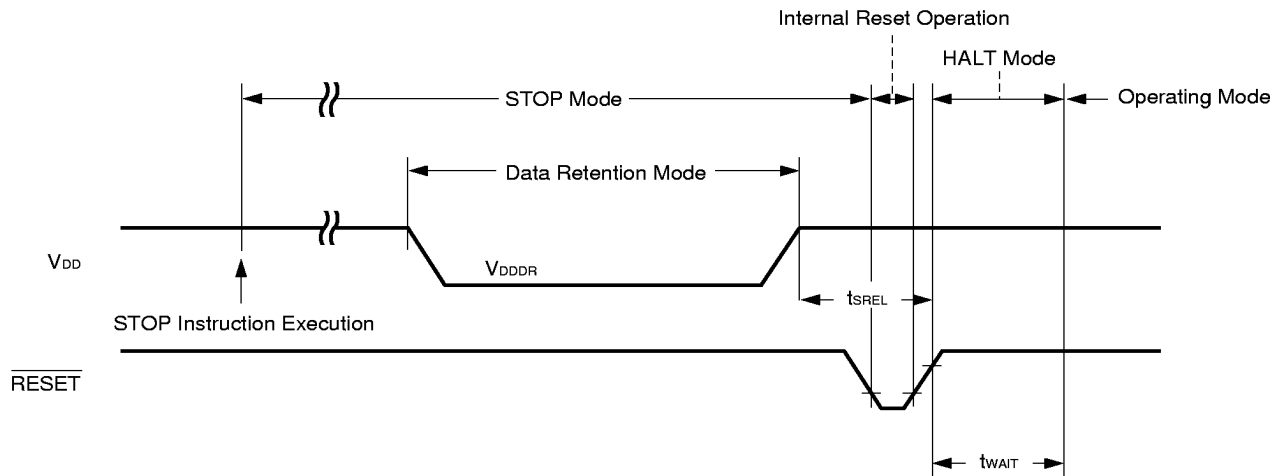 Internal Reset Operation
HALT Mode
STOP Mode
Operating Mode
Data Retention Mode
VDD
VDDDR
tSREL
STOP Instruction Execution
RESET
tWAIT